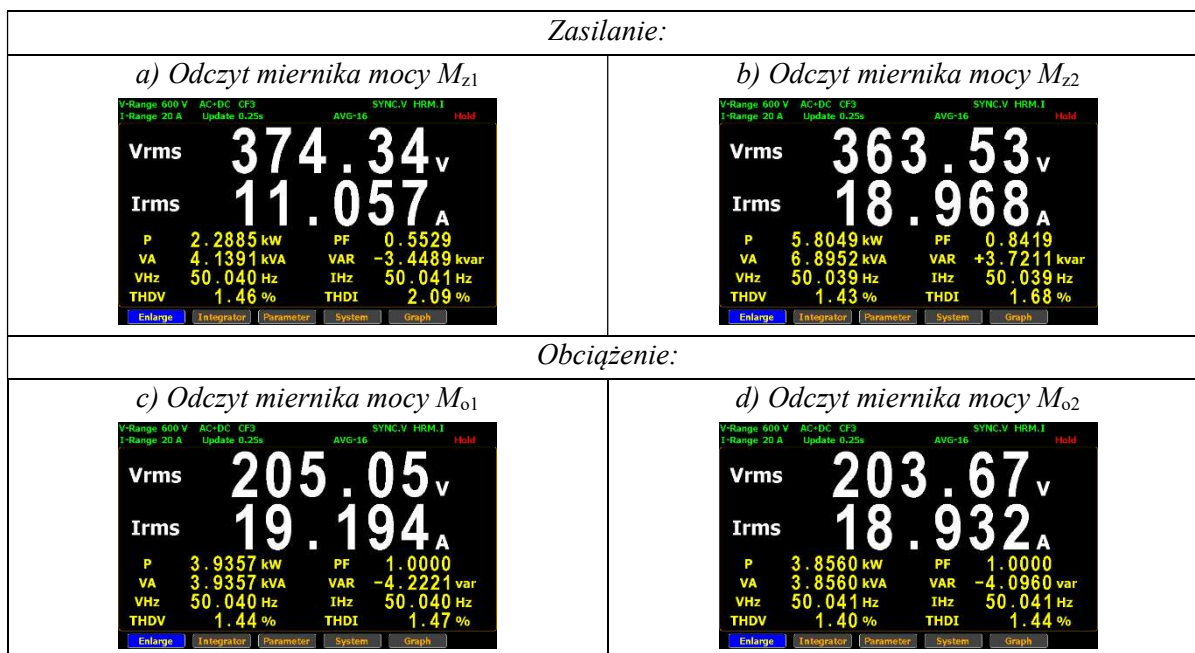 Zasilanie:
a) Odczyt miernika mocy Mz1
V-Range 600 V AC+DC CF3 SYNC.V HRM.I
I-Range 20 A Update 0.25s AVG-16 Hold
Vrms 374.34 V
Irms 11.057 A
P 2.2885 kW PF 0.5529
VA 4.1391 kVA VAR -3.4489 kvar
VHz 50.040 Hz IHz 50.041 Hz
THDV 1.46 % THDI 2.09 %
Enlarge Integrator Parameter System Graph
b) Odczyt miernika mocy Mz2
V-Range 600 V AC+DC CF3 SYNC.V HRM.I
I-Range 20 A Update 0.25s AVG-16 Hold
Vrms 363.53 V
Irms 18.968 A
P 5.8049 kW PF 0.8419
VA 6.8952 kVA VAR +3.7211 kvar
VHz 50.039 Hz IHz 50.039 Hz
THDV 1.43 % THDI 1.68 %
Enlarge Integrator Parameter System Graph
Obciążenie:
c) Odczyt miernika mocy Mo1
V-Range 600 V AC+DC CF3 SYNC.V HRM.I
I-Range 20 A Update 0.25s AVG-16 Hold
Vrms 205.05 V
Irms 19.194 A
P 3.9357 kW PF 1.0000
VA 3.9357 kVA VAR -4.2221 var
VHz 50.040 Hz IHz 50.040 Hz
THDV 1.44 % THDI 1.47 %
Enlarge Integrator Parameter System Graph
d) Odczyt miernika mocy Mo2
V-Range 600 V AC+DC CF3 SYNC.V HRM.I
I-Range 20 A Update 0.25s AVG-16 Hold
Vrms 203.67 V
Irms 18.932 A
P 3.8560 kW PF 1.0000
VA 3.8560 kVA VAR -4.0960 var
VHz 50.041 Hz IHz 50.041 Hz
THDV 1.40 % THDI 1.44 %
Enlarge Integrator Parameter System Graph